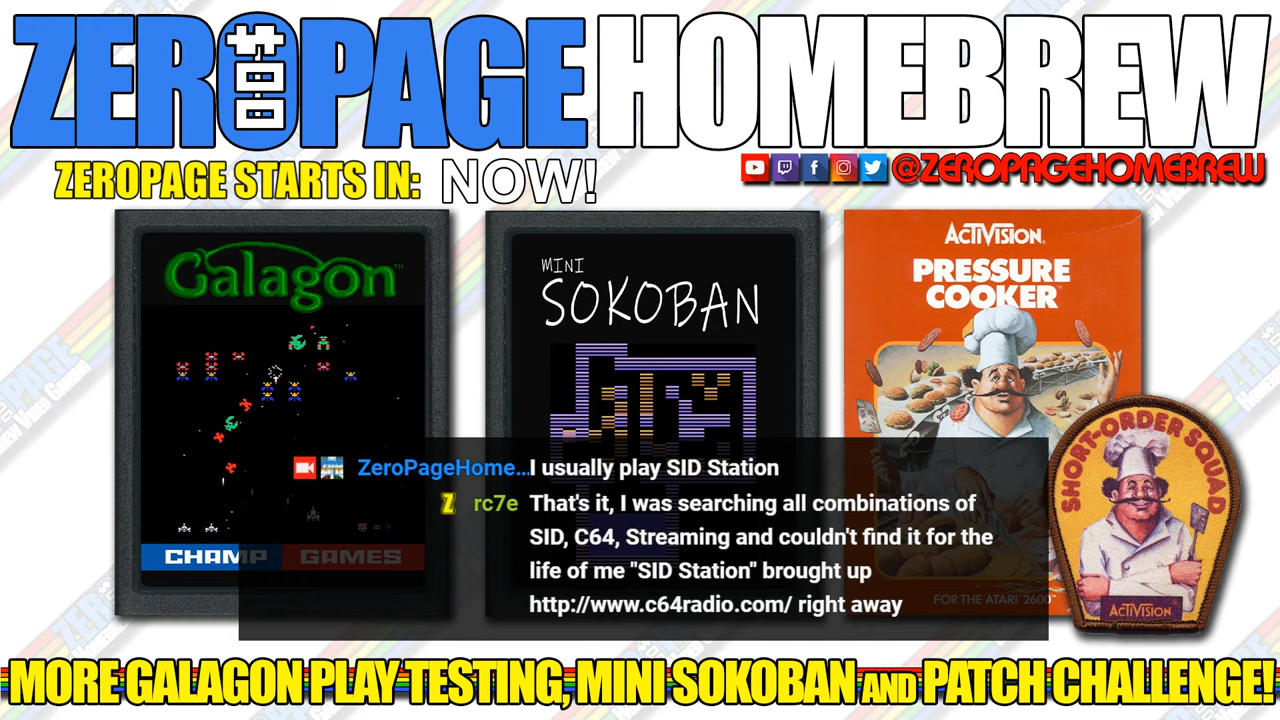 ZEROPAGE HOMEBREW
ZEROPAGE STARTS IN: NOW!
@ZEROPAGEHOMEBREW
Galagon™
CHAMP GAMES
MINI
SOKOBAN
ACTIVISION
PRESSURE
COOKER™
FOR THE ATARI 2600™
SHORT-ORDER SQUAD
ACTIVISION
ZeroPageHome... I usually play SID Station
rc7e That's it, I was searching all combinations of
SID, C64, Streaming and couldn't find it for the
life of me "SID Station" brought up
http://www.c64radio.com/ right away
MORE GALAGON PLAY TESTING, MINI SOKOBAN AND PATCH CHALLENGE!